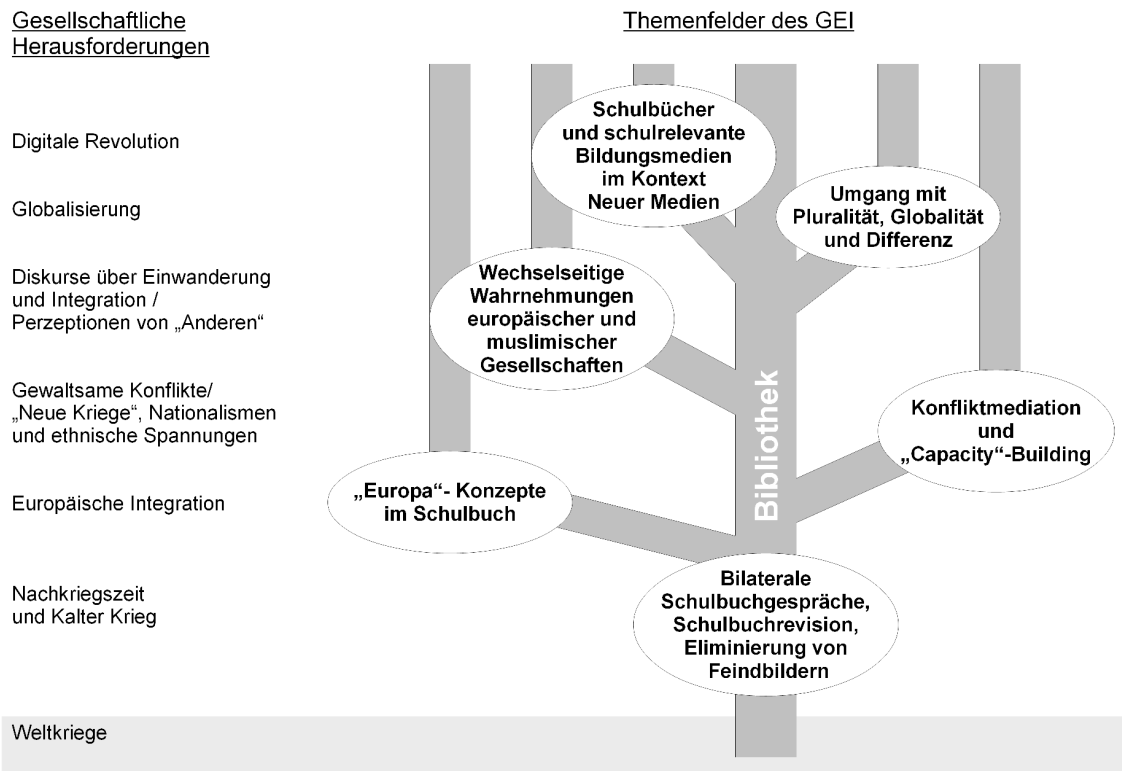 Gesellschaftliche
Herausforderungen
Themenfelder des GEI
Digitale Revolution
Globalisierung
Diskurse über Einwanderung
und Integration /
Perzeptionen von „Anderen“
Gewaltsame Konflikte/
„Neue Kriege“, Nationalismen
und ethnische Spannungen
Europäische Integration
Nachkriegszeit
und Kalter Krieg
Weltkriege
Schulbücher
und schulrelevante
Bildungsmedien
im Kontext
Neuer Medien
Umgang mit
Pluralität, Globalität
und Differenz
Wechselseitige
Wahrnehmungen
europäischer und
muslimischer
Gesellschaften
Konfliktmediation
und
„Capacity“-Building
„Europa“- Konzepte
im Schulbuch
Bibliothek
Bilaterale
Schulbuchgespräche,
Schulbuchrevision,
Eliminierung von
Feindbildern